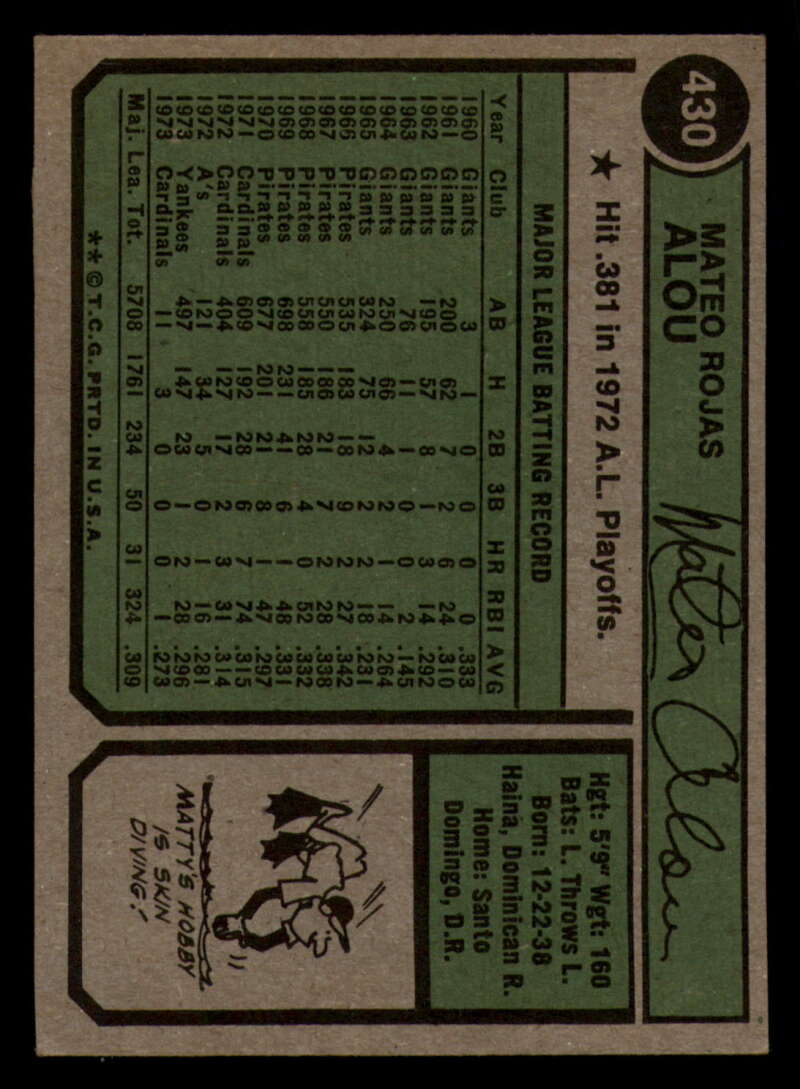 430
MATEO ROJAS
ALOU
Mateo Alou
★ Hit .381 in 1972 A.L. Playoffs.
MAJOR LEAGUE BATTING RECORD
Year Club AB H 2B 3B HR RBI AVG
1960 Giants 3 1 0 0 0 0 .333
1961 Giants 200 62 7 2 6 24 .310
1962 Giants 195 57 8 1 3 14 .292
1963 Giants 76 11 1 0 0 2 .145
1964 Giants 250 66 4 2 1 14 .264
1965 Giants 324 75 12 2 2 18 .231
1966 Pirates 535 183 18 9 2 27 .342
1967 Pirates 550 186 21 7 2 28 .338
1968 Pirates 558 185 28 4 0 52 .332
1969 Pirates 698 231 41 6 1 48 .331
1970 Pirates 677 201 21 8 1 47 .297
1971 Cardinals 609 192 28 6 7 74 .315
1972 Cardinals 404 127 17 2 3 31 .314
1972 A's 121 34 5 0 1 16 .281
1973 Yankees 497 147 23 1 2 28 .296
1973 Cardinals 11 3 0 0 0 1 .273
Maj. Lea. Tot. 5708 1761 234 50 31 324 .309
**©T.C.G. PRTD. IN U.S.A.
Hgt: 5'9" Wgt: 160
Bats: L. Throws L.
Born: 12-22-38
Haina, Dominican R.
Home: Santo
Domingo, D.R.
MATTY'S HOBBY
IS SKIN
DIVING!